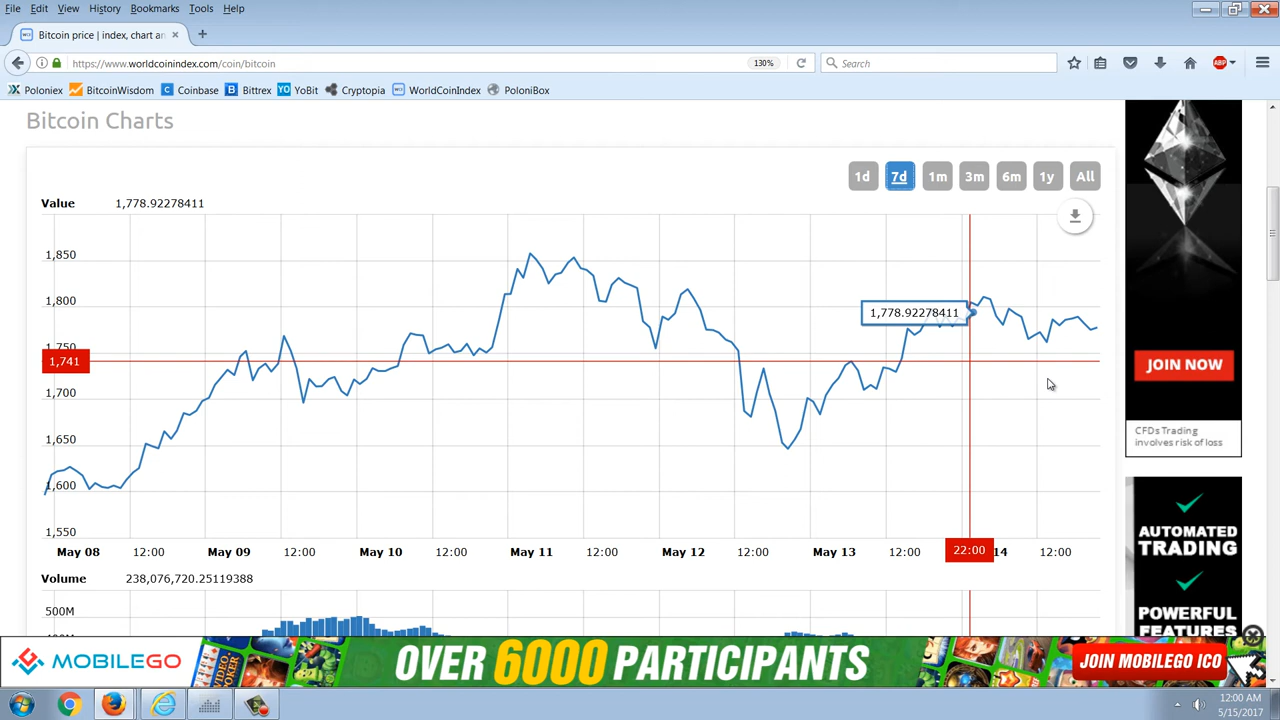 File Edit View History Bookmarks Tools Help
Bitcoin price | index, chart an
https://www.worldcoinindex.com/coin/bitcoin 130% Search
Poloniex BitcoinWisdom Coinbase Bittrex YoBit Cryptopia WorldCoinIndex PoloniBox
Bitcoin Charts
1d 7d 1m 3m 6m 1y All
Value 1,778.92278411
1,850
1,800
1,778.92278411
1,750
1,741
1,700
1,650
1,600
1,550
May 08 12:00 May 09 12:00 May 10 12:00 May 11 12:00 May 12 12:00 May 13 12:00 22:00 14 12:00
Volume 238,076,720.25119388
500M
JOIN NOW
CFDs Trading
involves risk of loss
AUTOMATED
TRADING
POWERFUL
FEATURES
MOBILEGO VIDEO POKER OVER 6000 PARTICIPANTS JOIN MOBILEGO ICO
12:00 AM
5/15/2017